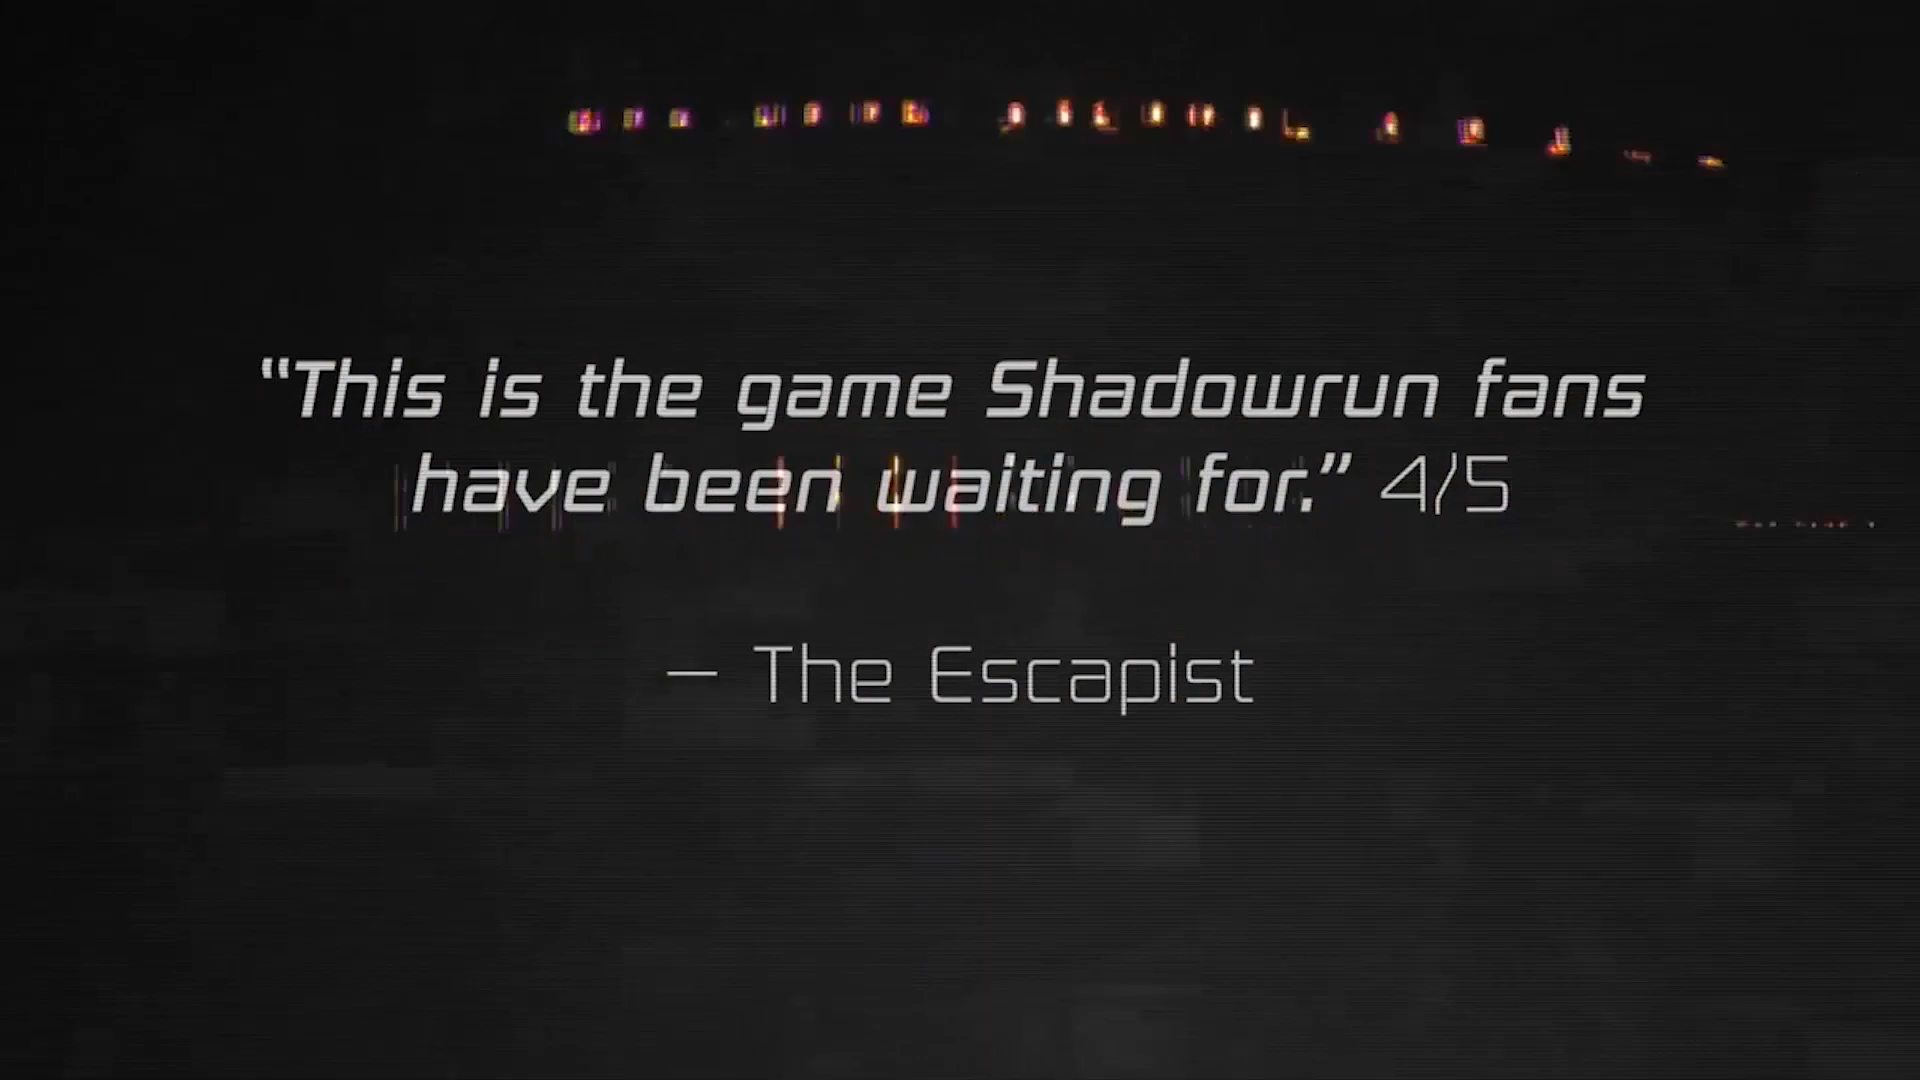 “This is the game Shadowrun fans
have been waiting for.” 4/5
— The Escapist